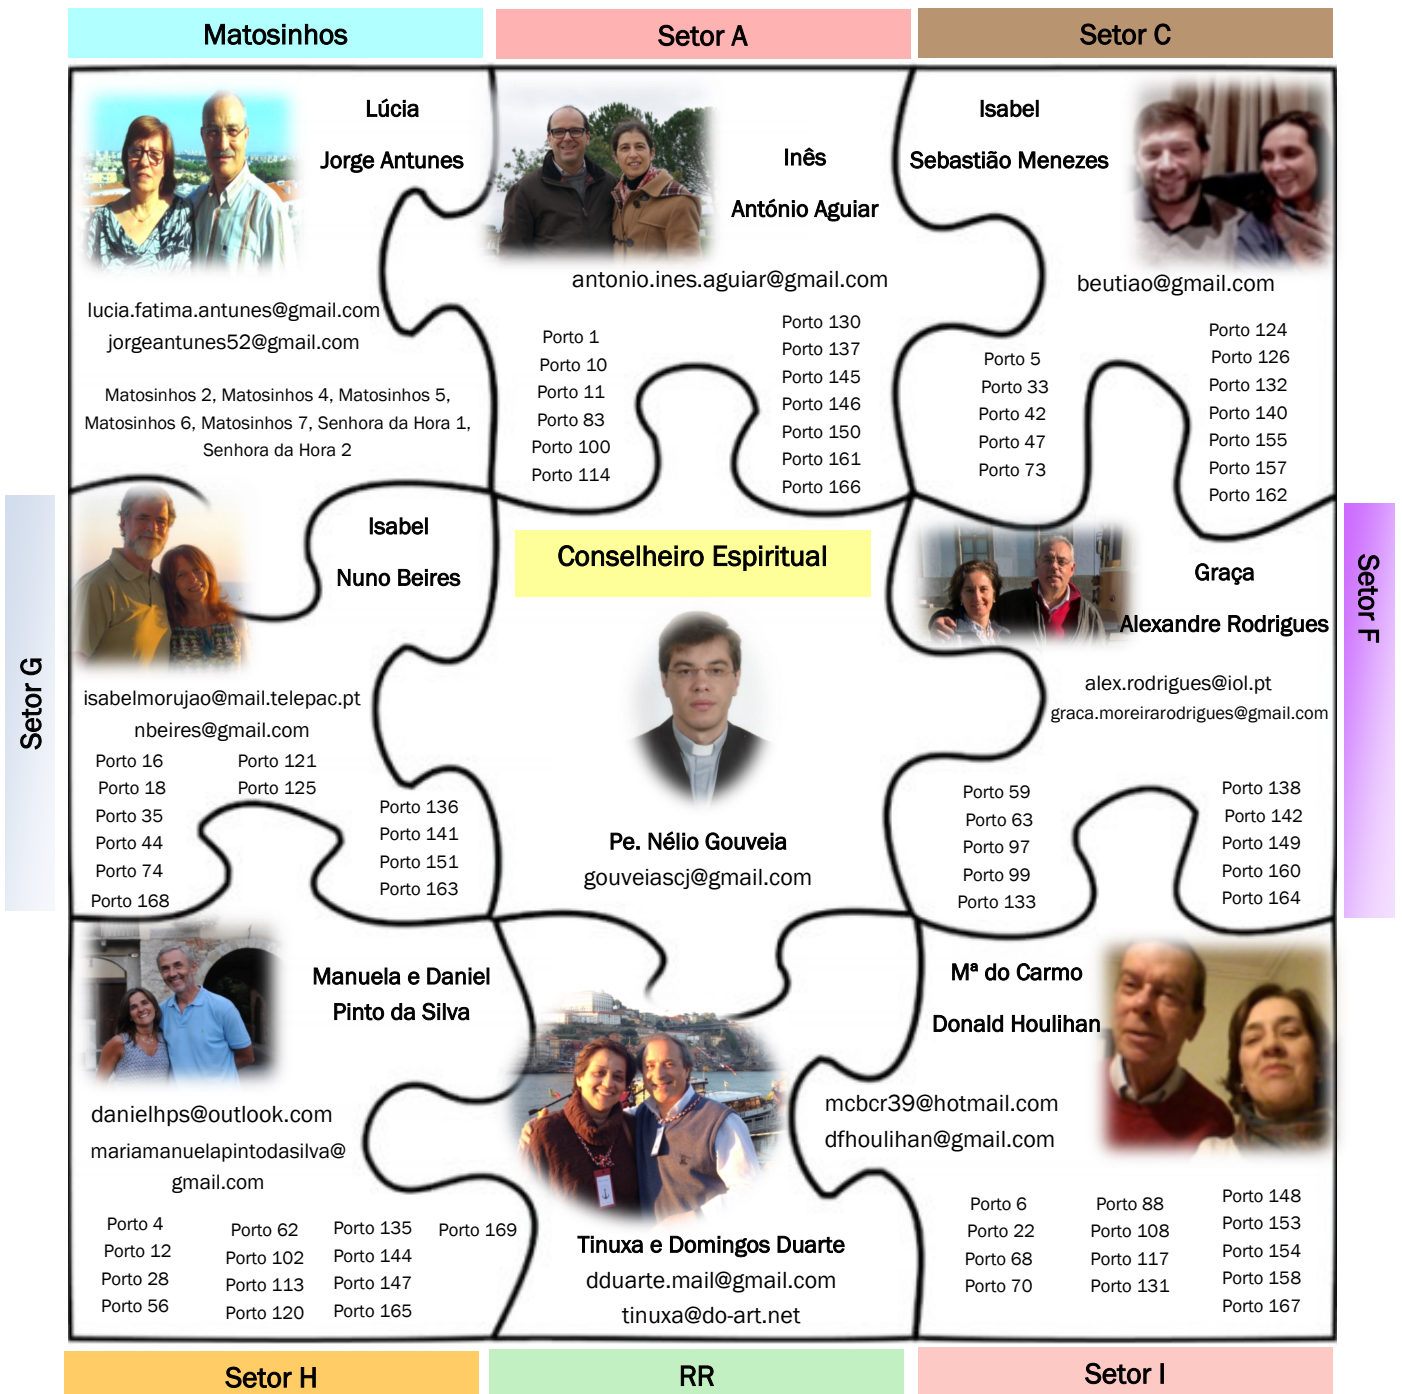 Matosinhos
Setor A
Setor C
Lúcia
Jorge Antunes
lucia.fatima.antunes@gmail.com
jorgeantunes52@gmail.com
Matosinhos 2, Matosinhos 4, Matosinhos 5,
Matosinhos 6, Matosinhos 7, Senhora da Hora 1,
Senhora da Hora 2
Inês
António Aguiar
antonio.ines.aguiar@gmail.com
Porto 1
Porto 10
Porto 11
Porto 83
Porto 100
Porto 114
Porto 130
Porto 137
Porto 145
Porto 146
Porto 150
Porto 161
Porto 166
Isabel
Sebastião Menezes
beutiao@gmail.com
Porto 5
Porto 33
Porto 42
Porto 47
Porto 73
Porto 124
Porto 126
Porto 132
Porto 140
Porto 155
Porto 157
Porto 162
Setor G
Isabel
Nuno Beires
isabelmorujao@mail.telepac.pt
nbeires@gmail.com
Porto 16
Porto 18
Porto 35
Porto 44
Porto 74
Porto 168
Porto 121
Porto 125
Porto 136
Porto 141
Porto 151
Porto 163
Conselheiro Espiritual
Pe. Nélio Gouveia
gouveiascj@gmail.com
Graça
Alexandre Rodrigues
alex.rodrigues@iol.pt
graca.moreirarodrigues@gmail.com
Porto 59
Porto 63
Porto 97
Porto 99
Porto 133
Porto 138
Porto 142
Porto 149
Porto 160
Porto 164
Setor F
Manuela e Daniel
Pinto da Silva
danielhps@outlook.com
mariamanuelapintodasilva@
gmail.com
Porto 4
Porto 12
Porto 28
Porto 56
Porto 62
Porto 102
Porto 113
Porto 120
Porto 135
Porto 144
Porto 147
Porto 165
Porto 169
Tinuxa e Domingos Duarte
dduarte.mail@gmail.com
tinuxa@do-art.net
Mª do Carmo
Donald Houlihan
mcbcr39@hotmail.com
dfhoulihan@gmail.com
Porto 6
Porto 22
Porto 68
Porto 70
Porto 88
Porto 108
Porto 117
Porto 131
Porto 148
Porto 153
Porto 154
Porto 158
Porto 167
Setor H
RR
Setor I